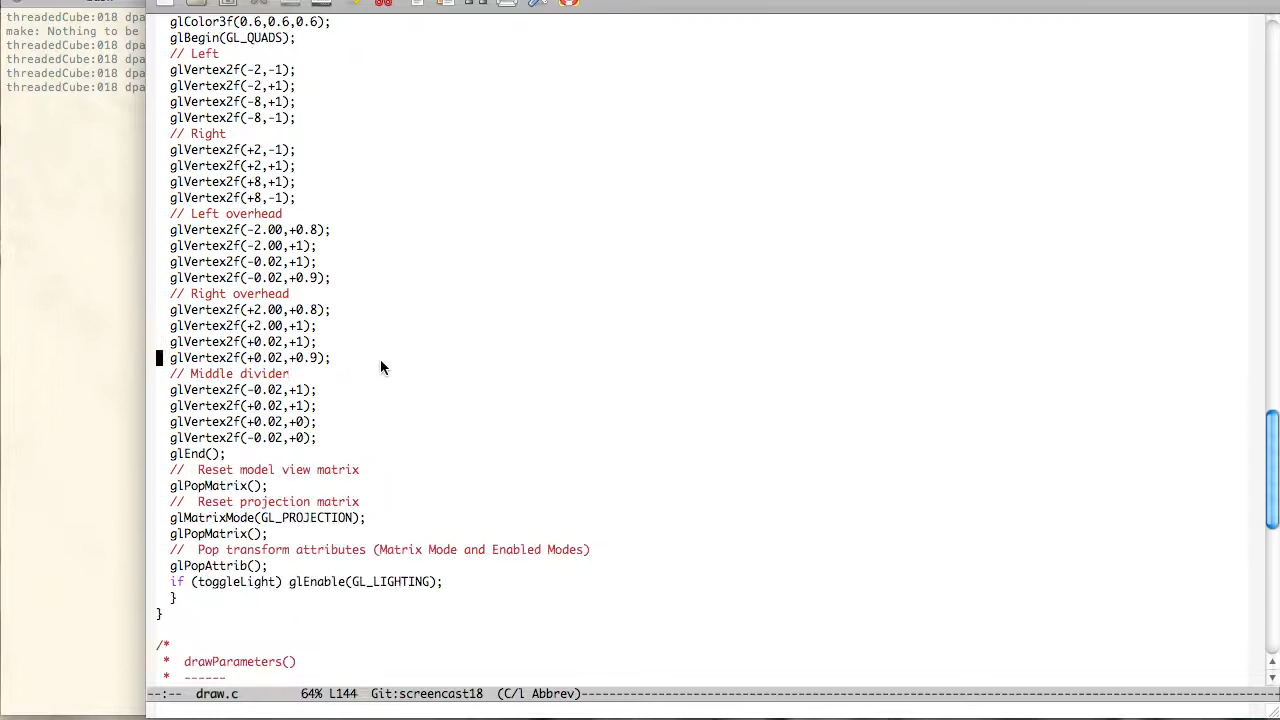 threadedCube:018 dpa
make: Nothing to be
threadedCube:018 dpa
threadedCube:018 dpa
threadedCube:018 dpa
threadedCube:018 dpa
glColor3f(0.6,0.6,0.6);
glBegin(GL_QUADS);
// Left
glVertex2f(-2,-1);
glVertex2f(-2,+1);
glVertex2f(-8,+1);
glVertex2f(-8,-1);
// Right
glVertex2f(+2,-1);
glVertex2f(+2,+1);
glVertex2f(+8,+1);
glVertex2f(+8,-1);
// Left overhead
glVertex2f(-2.00,+0.8);
glVertex2f(-2.00,+1);
glVertex2f(-0.02,+1);
glVertex2f(-0.02,+0.9);
// Right overhead
glVertex2f(+2.00,+0.8);
glVertex2f(+2.00,+1);
glVertex2f(+0.02,+1);
glVertex2f(+0.02,+0.9);
// Middle divider
glVertex2f(-0.02,+1);
glVertex2f(+0.02,+1);
glVertex2f(+0.02,+0);
glVertex2f(-0.02,+0);
glEnd();
//  Reset model view matrix
glPopMatrix();
//  Reset projection matrix
glMatrixMode(GL_PROJECTION);
glPopMatrix();
//  Pop transform attributes (Matrix Mode and Enabled Modes)
glPopAttrib();
if (toggleLight) glEnable(GL_LIGHTING);
}
}
/*
 *  drawParameters()
 *  ------
--:--  draw.c         64% L144  Git:screencast18  (C/l Abbrev)--------------------------------